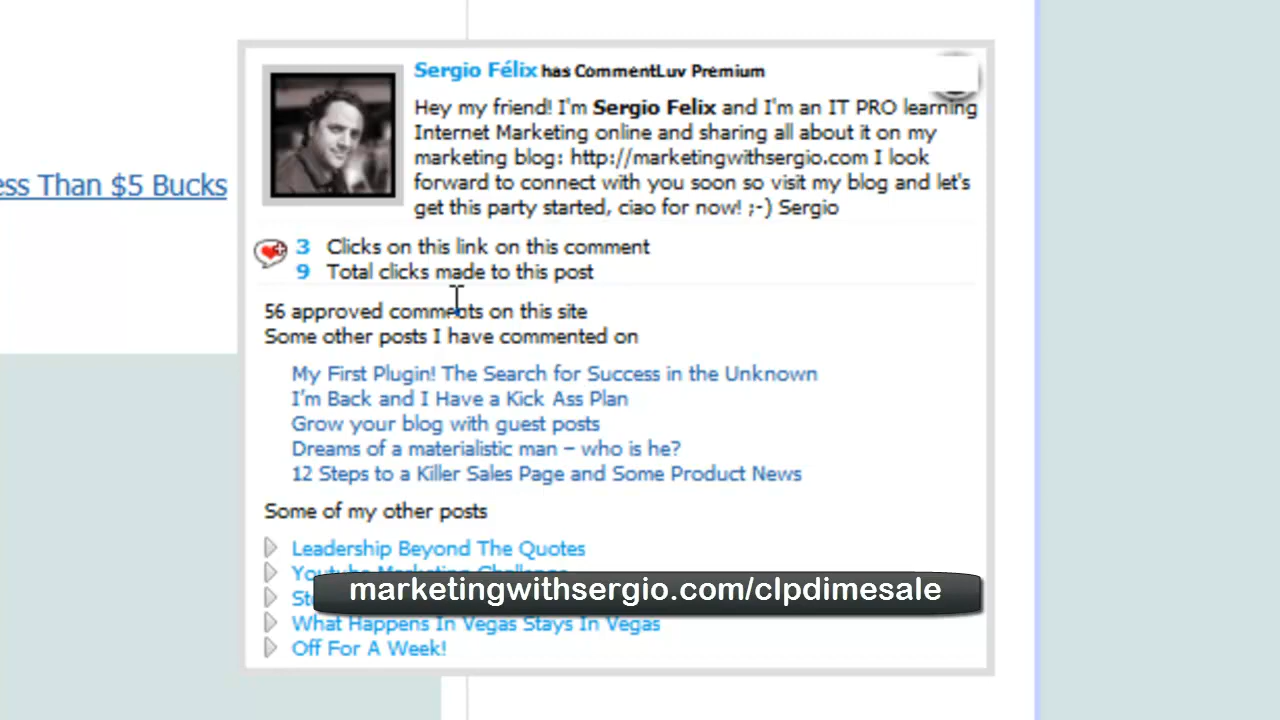 Sergio Félix has CommentLuv Premium
Hey my friend! I'm Sergio Felix and I'm an IT PRO learning
Internet Marketing online and sharing all about it on my
marketing blog: http://marketingwithsergio.com I look
forward to connect with you soon so visit my blog and let's
get this party started, ciao for now! ;-) Sergio
ess Than $5 Bucks
3 Clicks on this link on this comment
9 Total clicks made to this post
56 approved comments on this site
Some other posts I have commented on
My First Plugin! The Search for Success in the Unknown
I'm Back and I Have a Kick Ass Plan
Grow your blog with guest posts
Dreams of a materialistic man – who is he?
12 Steps to a Killer Sales Page and Some Product News
Some of my other posts
Leadership Beyond The Quotes
Youtube Marketing Challenge
marketingwithsergio.com/clpdimesale
What Happens In Vegas Stays In Vegas
Off For A Week!